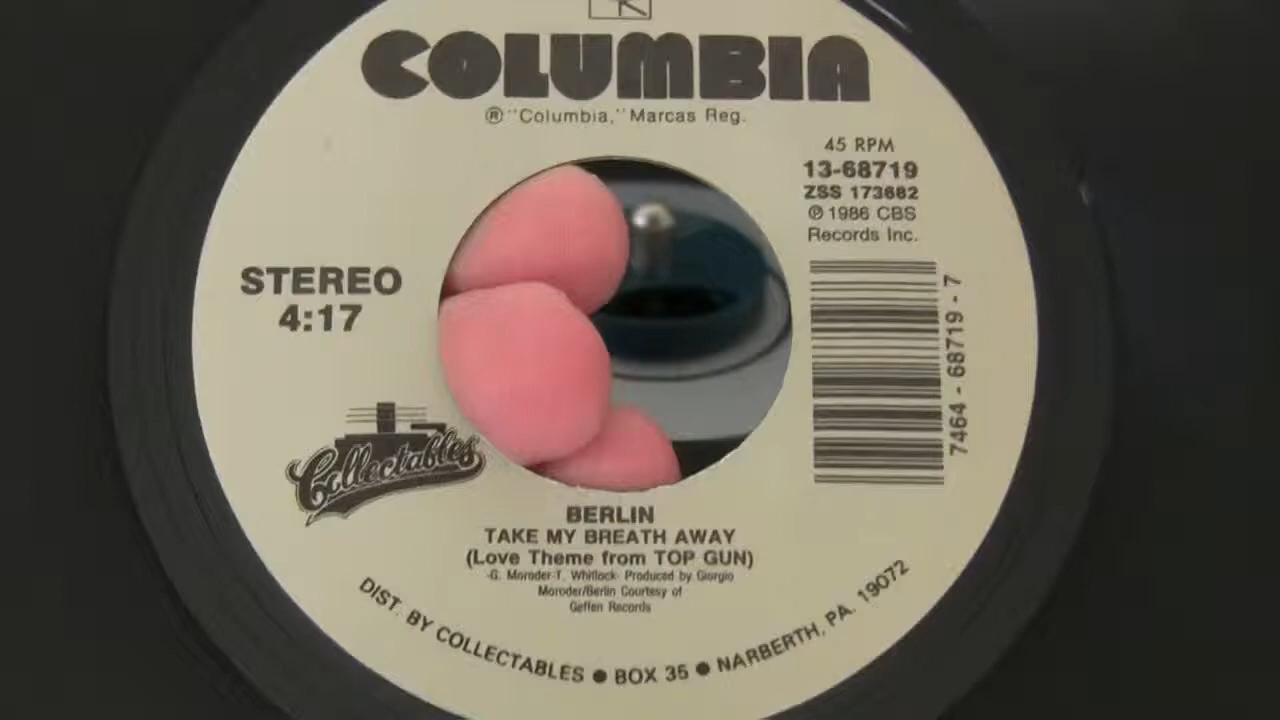 COLUMBIA
® "Columbia," Marcas Reg.
45 RPM
13-68719
ZSS 173682
℗ 1986 CBS
Records Inc.
STEREO
4:17
7464 - 68719 - 7
Collectables
BERLIN
TAKE MY BREATH AWAY
(Love Theme from TOP GUN)
-G. Moroder-T. Whitlock- Produced by Giorgio
Moroder/Berlin Courtesy of
Geffen Records
DIST. BY COLLECTABLES ● BOX 35 ● NARBERTH, PA. 19072